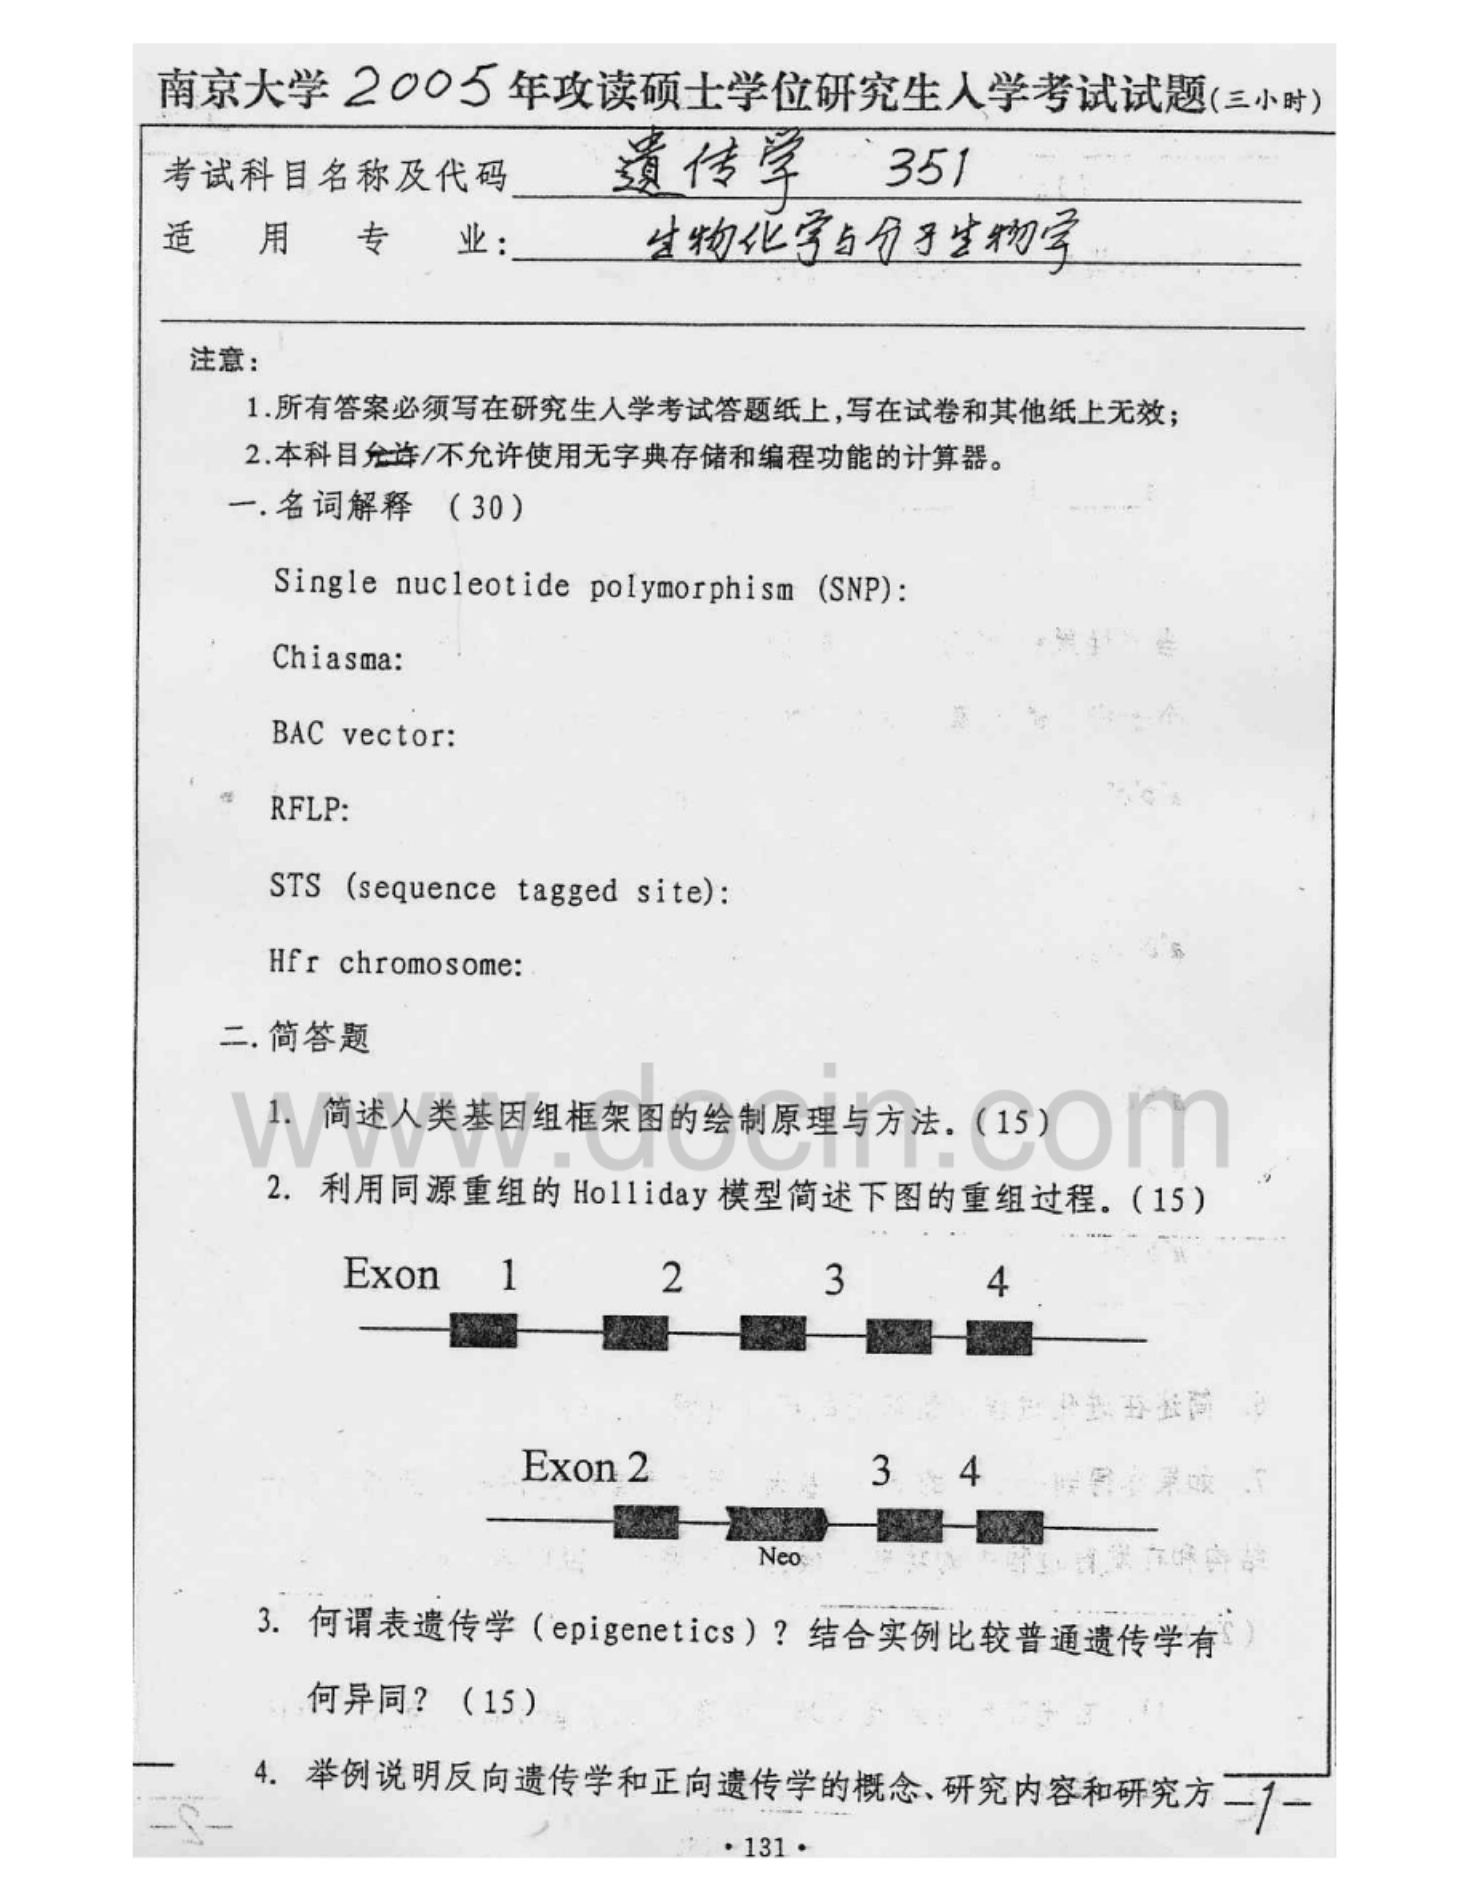 南京大学2005年攻读硕士学位研究生入学考试试题(三小时)
考试科目名称及代码 遺传学 351
适用专业: 生物化学与分子生物学
注意:
1.所有答案必须写在研究生入学考试答题纸上,写在试卷和其他纸上无效;
2.本科目允许/不允许使用无字典存储和编程功能的计算器。
一.名词解释 (30)
Single nucleotide polymorphism (SNP):
Chiasma:
BAC vector:
RFLP:
STS (sequence tagged site):
Hfr chromosome:
二.简答题
www.docin.com
1. 简述人类基因组框架图的绘制原理与方法。(15)
2. 利用同源重组的Holliday模型简述下图的重组过程。(15)
Exon 1 2 3 4
Exon 2 3 4
Neo
3. 何谓表遗传学(epigenetics)? 结合实例比较普通遗传学有
何异同? (15)
4. 举例说明反向遗传学和正向遗传学的概念、研究内容和研究方
-1-
·131·